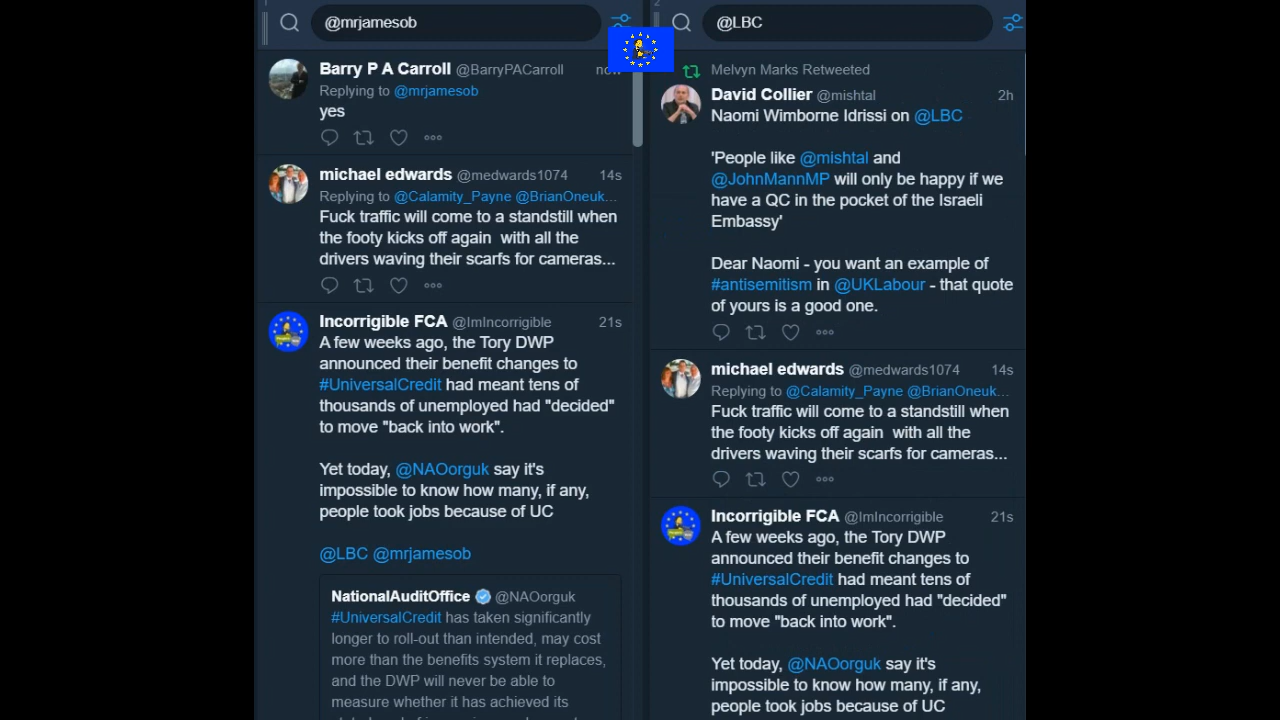 @mrjamesob
Barry P A Carroll @BarryPACarroll now
Replying to @mrjamesob
yes
michael edwards @medwards1074 14s
Replying to @Calamity_Payne @BrianOneuk...
Fuck traffic will come to a standstill when
the footy kicks off again with all the
drivers waving their scarfs for cameras...
Incorrigible FCA @ImIncorrigible 21s
A few weeks ago, the Tory DWP
announced their benefit changes to
#UniversalCredit had meant tens of
thousands of unemployed had "decided"
to move "back into work".
Yet today, @NAOorguk say it's
impossible to know how many, if any,
people took jobs because of UC
@LBC @mrjamesob
NationalAuditOffice @NAOorguk
#UniversalCredit has taken significantly
longer to roll-out than intended, may cost
more than the benefits system it replaces,
and the DWP will never be able to
measure whether it has achieved its
2
@LBC
Melvyn Marks Retweeted
David Collier @mishtal 2h
Naomi Wimborne Idrissi on @LBC
'People like @mishtal and
@JohnMannMP will only be happy if we
have a QC in the pocket of the Israeli
Embassy'
Dear Naomi - you want an example of
#antisemitism in @UKLabour - that quote
of yours is a good one.
michael edwards @medwards1074 14s
Replying to @Calamity_Payne @BrianOneuk...
Fuck traffic will come to a standstill when
the footy kicks off again with all the
drivers waving their scarfs for cameras...
Incorrigible FCA @ImIncorrigible 21s
A few weeks ago, the Tory DWP
announced their benefit changes to
#UniversalCredit had meant tens of
thousands of unemployed had "decided"
to move "back into work".
Yet today, @NAOorguk say it's
impossible to know how many, if any,
people took jobs because of UC